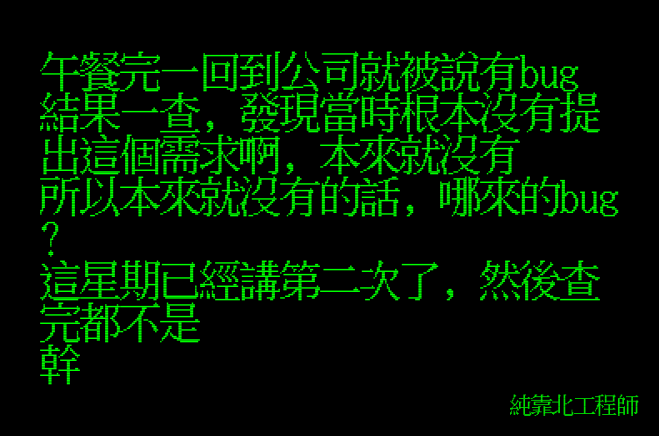 午餐完一回到公司就被說有bug
結果一查，發現當時根本沒有提
出這個需求啊，本來就沒有
所以本來就沒有的話，哪來的bug
?
這星期已經講第二次了，然後查
完都不是
幹
純靠北工程師